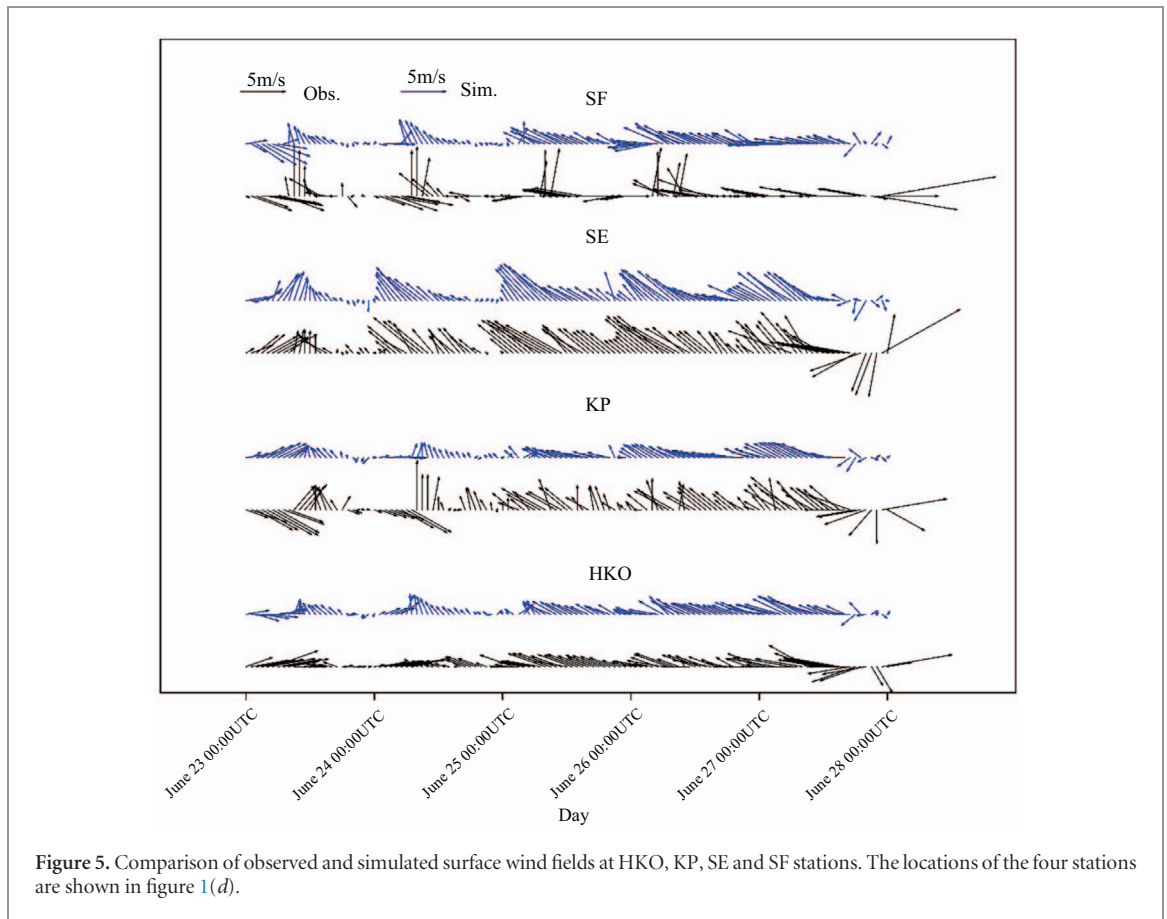 5m/s Obs.
5m/s Sim.
SF
SE
KP
HKO
June 23 00:00UTC
June 24 00:00UTC
June 25 00:00UTC
June 26 00:00UTC
June 27 00:00UTC
June 28 00:00UTC
Day
Figure 5. Comparison of observed and simulated surface wind fields at HKO, KP, SE and SF stations. The locations of the four stations
are shown in figure 1(d).